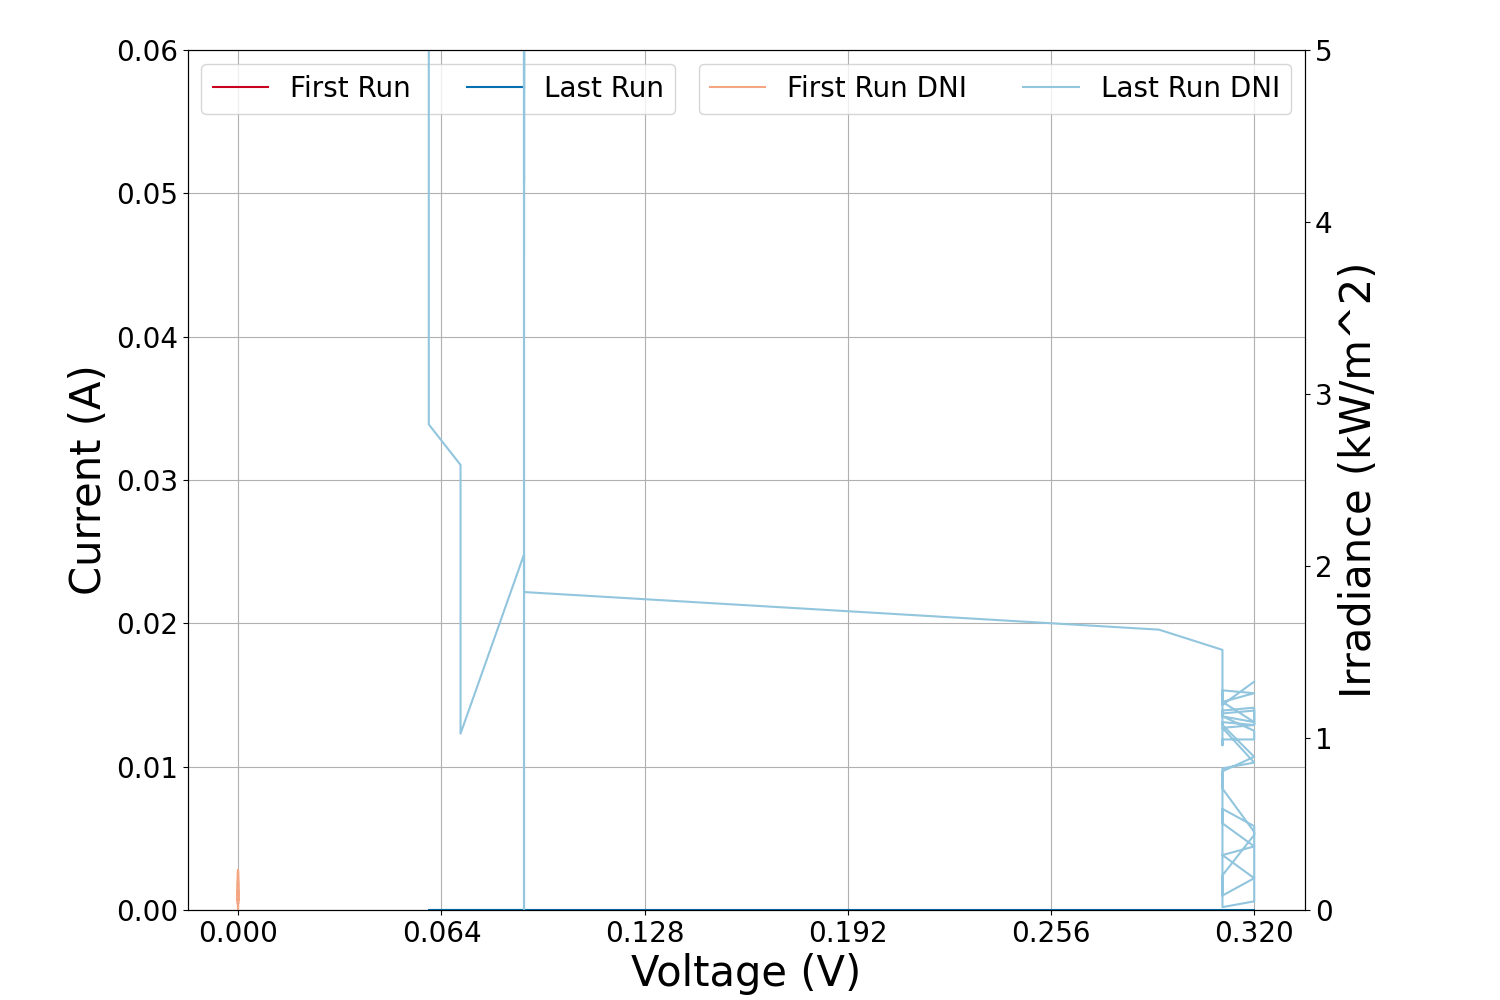 First Run
Last Run
First Run DNI
Last Run DNI
0.06
0.05
0.04
0.03
0.02
0.01
0.00
Current (A)
5
4
3
2
1
0
Irradiance (kW/m^2)
0.000 0.064 0.128 0.192 0.256 0.320
Voltage (V)